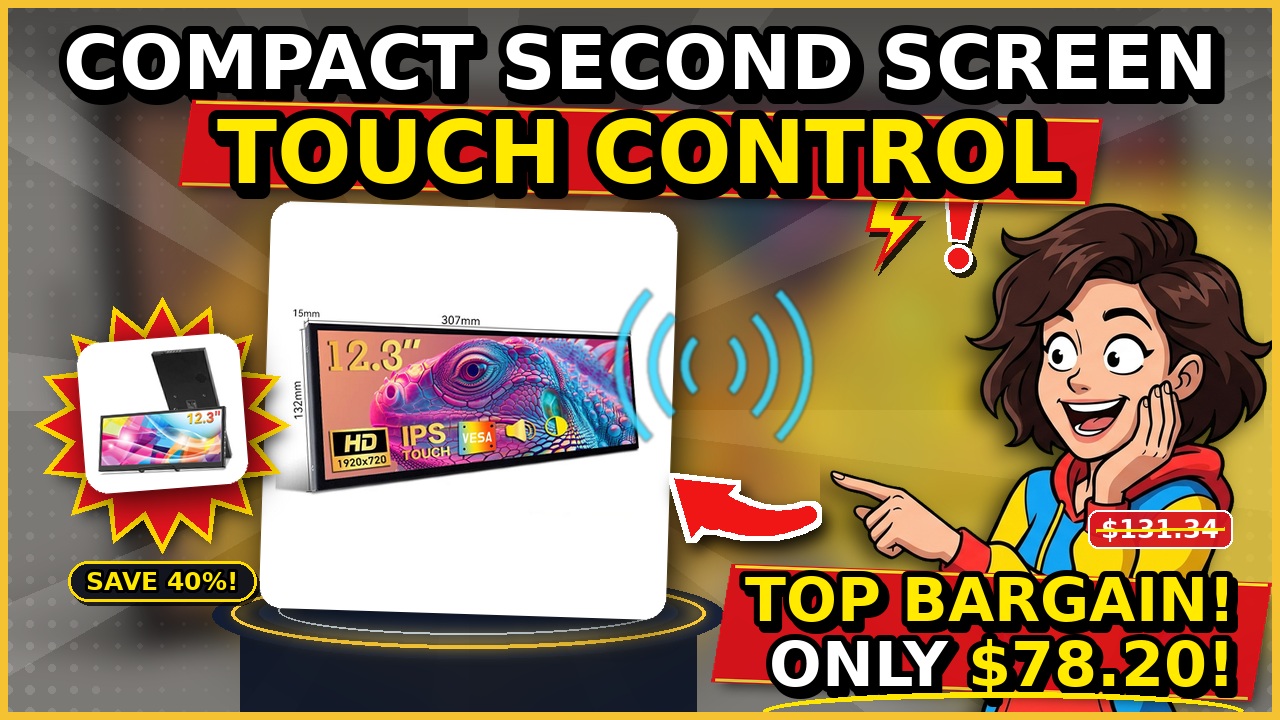 COMPACT SECOND SCREEN
TOUCH CONTROL
15mm
307mm
132mm
12.3"
HD
1920x720
IPS
TOUCH
VESA
12.3"
SAVE 40%!
$131.34
TOP BARGAIN!
ONLY $78.20!